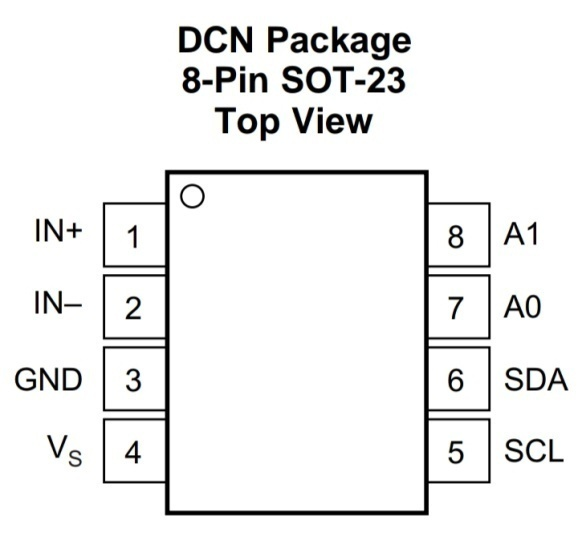 DCN Package
8-Pin SOT-23
Top View
IN+ 1 8 A1
IN– 2 7 A0
GND 3 6 SDA
VS 4 5 SCL